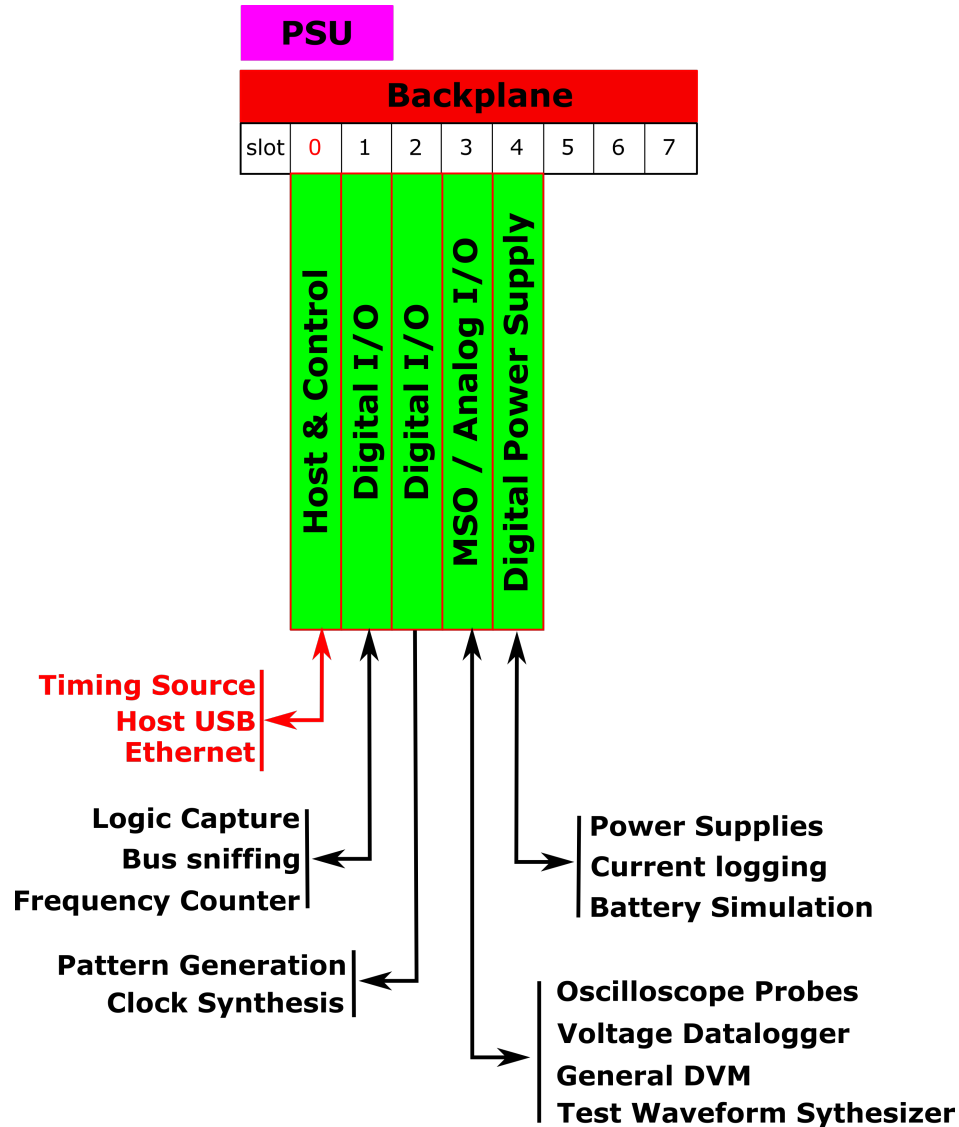 PSU
Backplane
slot 0 1 2 3 4 5 6 7
Host & Control
Digital I/O
Digital I/O
MSO / Analog I/O
Digital Power Supply
Timing Source
Host USB
Ethernet
Logic Capture
Bus sniffing
Frequency Counter
Pattern Generation
Clock Synthesis
Power Supplies
Current logging
Battery Simulation
Oscilloscope Probes
Voltage Datalogger
General DVM
Test Waveform Sythesizer